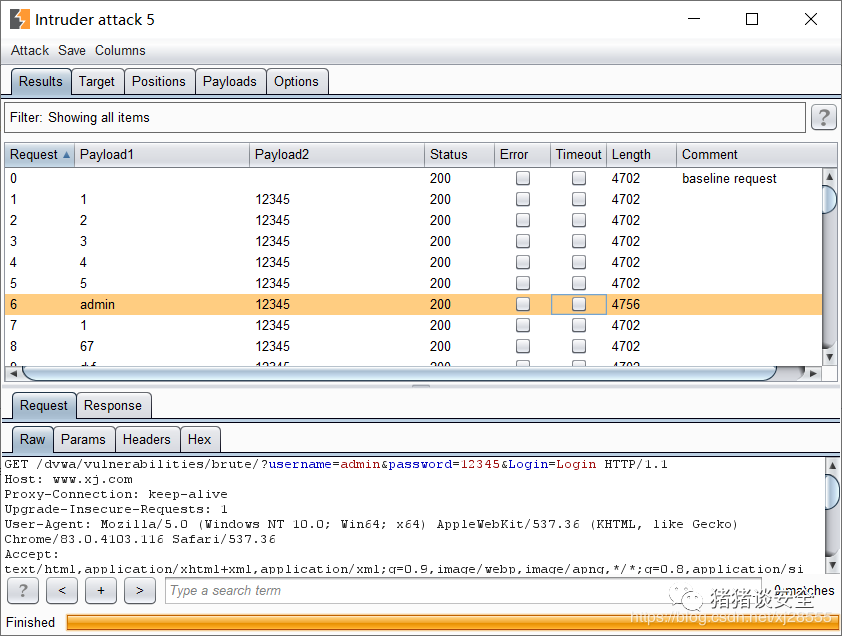 Intruder attack 5
Attack Save Columns
Results Target Positions Payloads Options
Filter: Showing all items ?
Request Payload1 Payload2 Status Error Timeout Length Comment
0 200 4702 baseline request
1 1 12345 200 4702
2 2 12345 200 4702
3 3 12345 200 4702
4 4 12345 200 4702
5 5 12345 200 4702
6 admin 12345 200 4756
7 1 12345 200 4702
8 67 12345 200 4702
Request Response
Raw Params Headers Hex
GET /dvwa/vulnerabilities/brute/?username=admin&password=12345&Login=Login HTTP/1.1
Host: www.xj.com
Proxy-Connection: keep-alive
Upgrade-Insecure-Requests: 1
User-Agent: Mozilla/5.0 (Windows NT 10.0; Win64; x64) AppleWebKit/537.36 (KHTML, like Gecko)
Chrome/83.0.4103.116 Safari/537.36
Accept:
text/html,application/xhtml+xml,application/xml;q=0.9,image/webp,image/apng,*/*;q=0.8,application/si
? < + > Type a search term 0 matches
猪猪谈安全
https://blog.csdn.net/xj28555
Finished